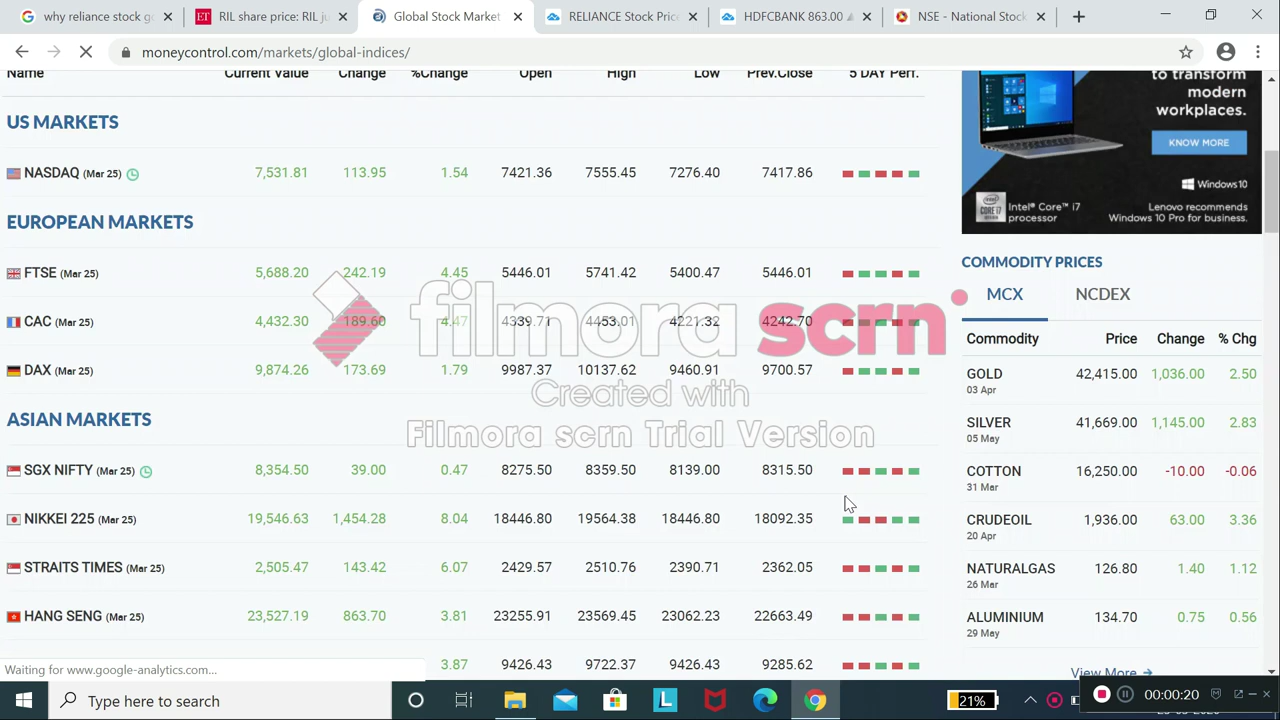 why reliance stock g
RIL share price: RIL ju
Global Stock Market
RELIANCE Stock Pric
HDFCBANK 863.00
NSE - National Stock
moneycontrol.com/markets/global-indices/
Name Current Value Change %Change Open High Low Prev.Close 5 DAY Perf.
US MARKETS
NASDAQ (Mar 25) 7,531.81 113.95 1.54 7421.36 7555.45 7276.40 7417.86
EUROPEAN MARKETS
FTSE (Mar 25) 5,688.20 242.19 4.45 5446.01 5741.42 5400.47 5446.01
CAC (Mar 25) 4,432.30 189.60 4.47 4339.71 4453.01 4221.32 4242.70
DAX (Mar 25) 9,874.26 173.69 1.79 9987.37 10137.62 9460.91 9700.57
ASIAN MARKETS
SGX NIFTY (Mar 25) 8,354.50 39.00 0.47 8275.50 8359.50 8139.00 8315.50
NIKKEI 225 (Mar 25) 19,546.63 1,454.28 8.04 18446.80 19564.38 18446.80 18092.35
STRAITS TIMES (Mar 25) 2,505.47 143.42 6.07 2429.57 2510.76 2390.71 2362.05
HANG SENG (Mar 25) 23,527.19 863.70 3.81 23255.91 23569.45 23062.23 22663.49
3.87 9426.43 9722.37 9426.43 9285.62
filmora scrn
Created with
Filmora scrn Trial Version
to transform
modern
workplaces.
KNOW MORE
Windows 10
intel CORE i7
Intel® Core™ i7
processor
Lenovo recommends
Windows 10 Pro for business.
COMMODITY PRICES
MCX NCDEX
Commodity Price Change % Chg
GOLD 42,415.00 1,036.00 2.50
03 Apr
SILVER 41,669.00 1,145.00 2.83
05 May
COTTON 16,250.00 -10.00 -0.06
31 Mar
CRUDEOIL 1,936.00 63.00 3.36
20 Apr
NATURALGAS 126.80 1.40 1.12
26 Mar
ALUMINIUM 134.70 0.75 0.56
29 May
View More
Waiting for www.google-analytics.com...
Type here to search
21%
00:00:20